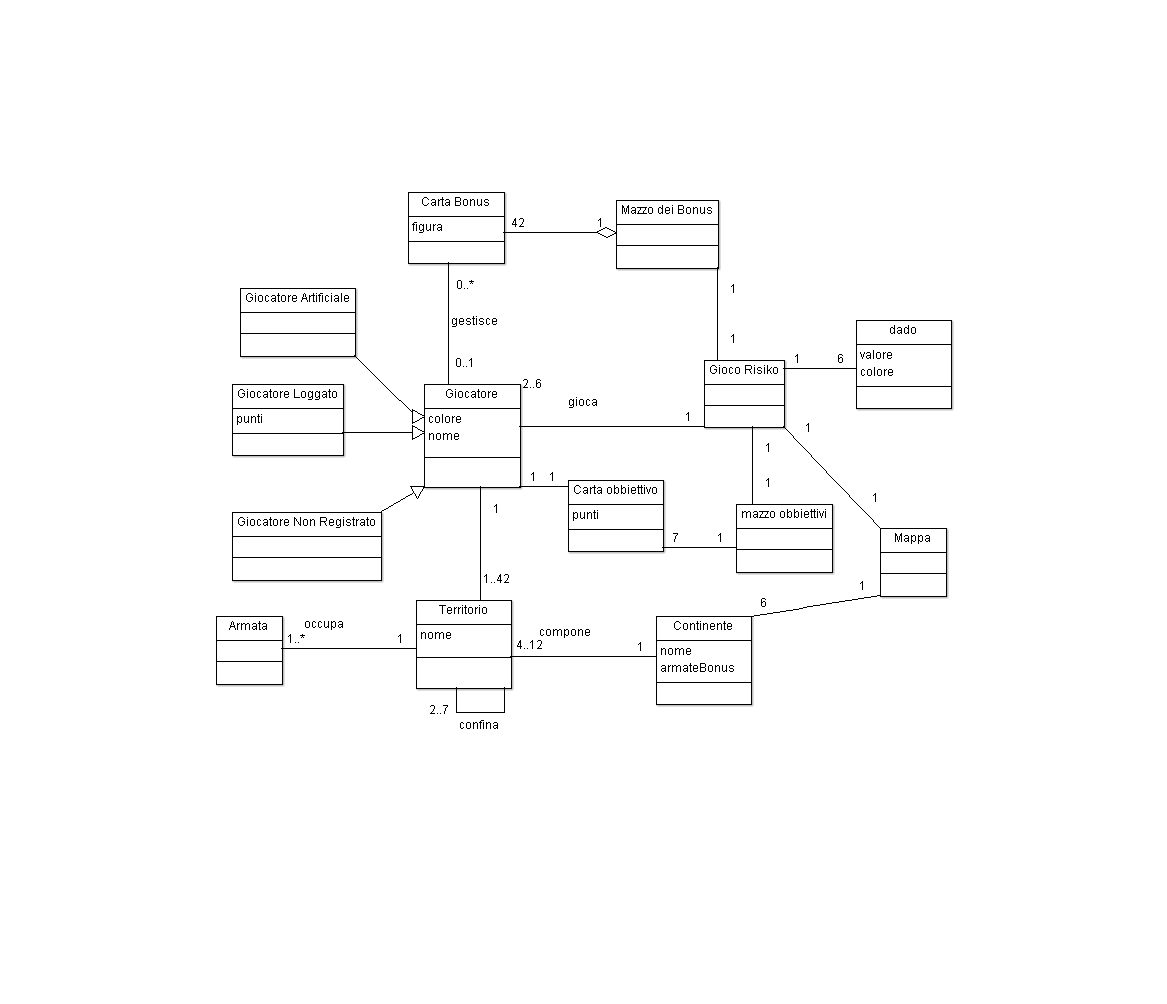 Carta Bonus
figura
42
1
Mazzo dei Bonus
0..*
gestisce
0..1
1
1
Giocatore Artificiale
Giocatore Loggato
punti
Giocatore Non Registrato
Giocatore
colore
nome
2..6
gioca
1
Gioco Risiko
1
6
dado
valore
colore
1
1
1
1
1
1
Carta obbiettivo
punti
7
1
mazzo obbiettivi
Mappa
1
6
1
1..42
Armata
occupa
1..*
1
Territorio
nome
compone
4..12
1
Continente
nome
armateBonus
2..7
confina